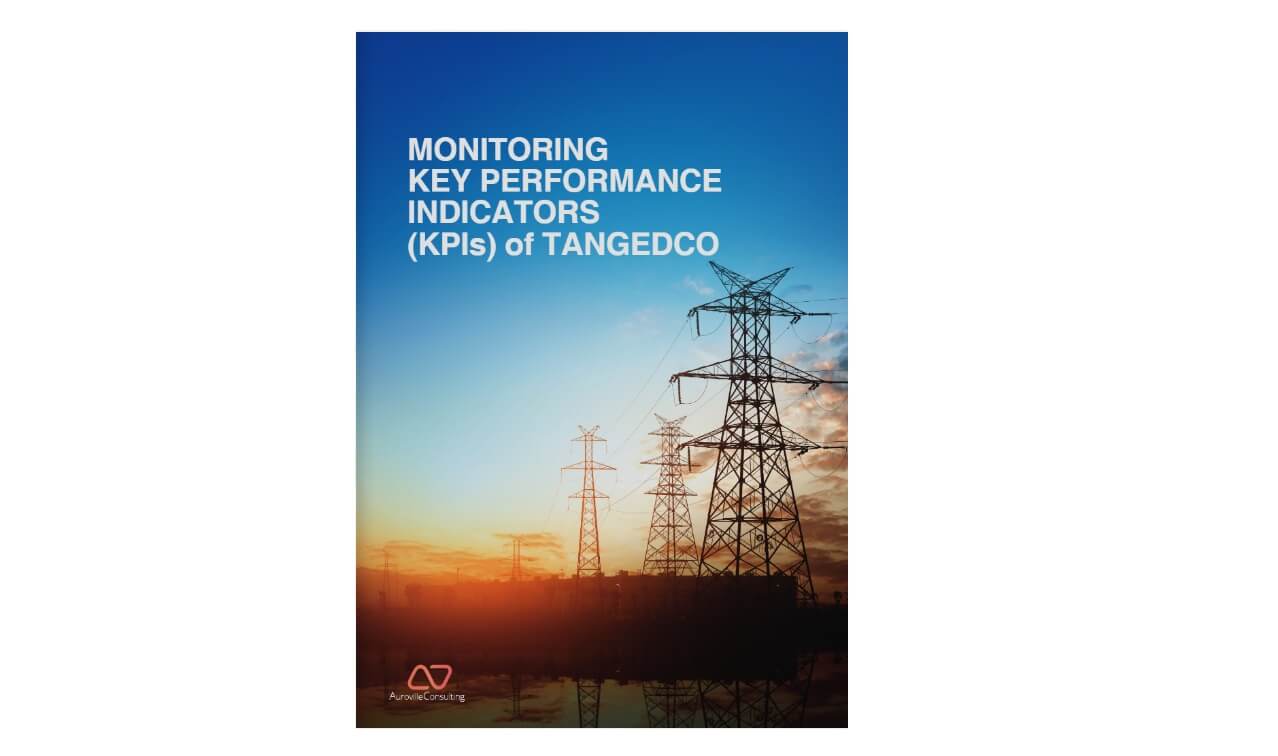 MONITORING
KEY PERFORMANCE
INDICATORS
(KPIs) of TANGEDCO
AurovilleConsulting